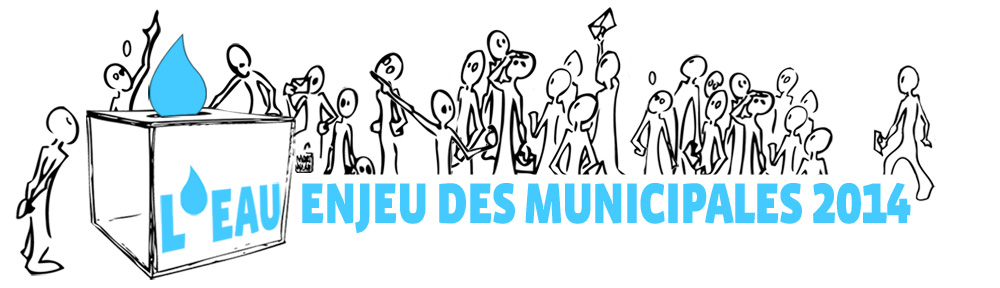 L'EAU
ENJEU DES MUNICIPALES 2014